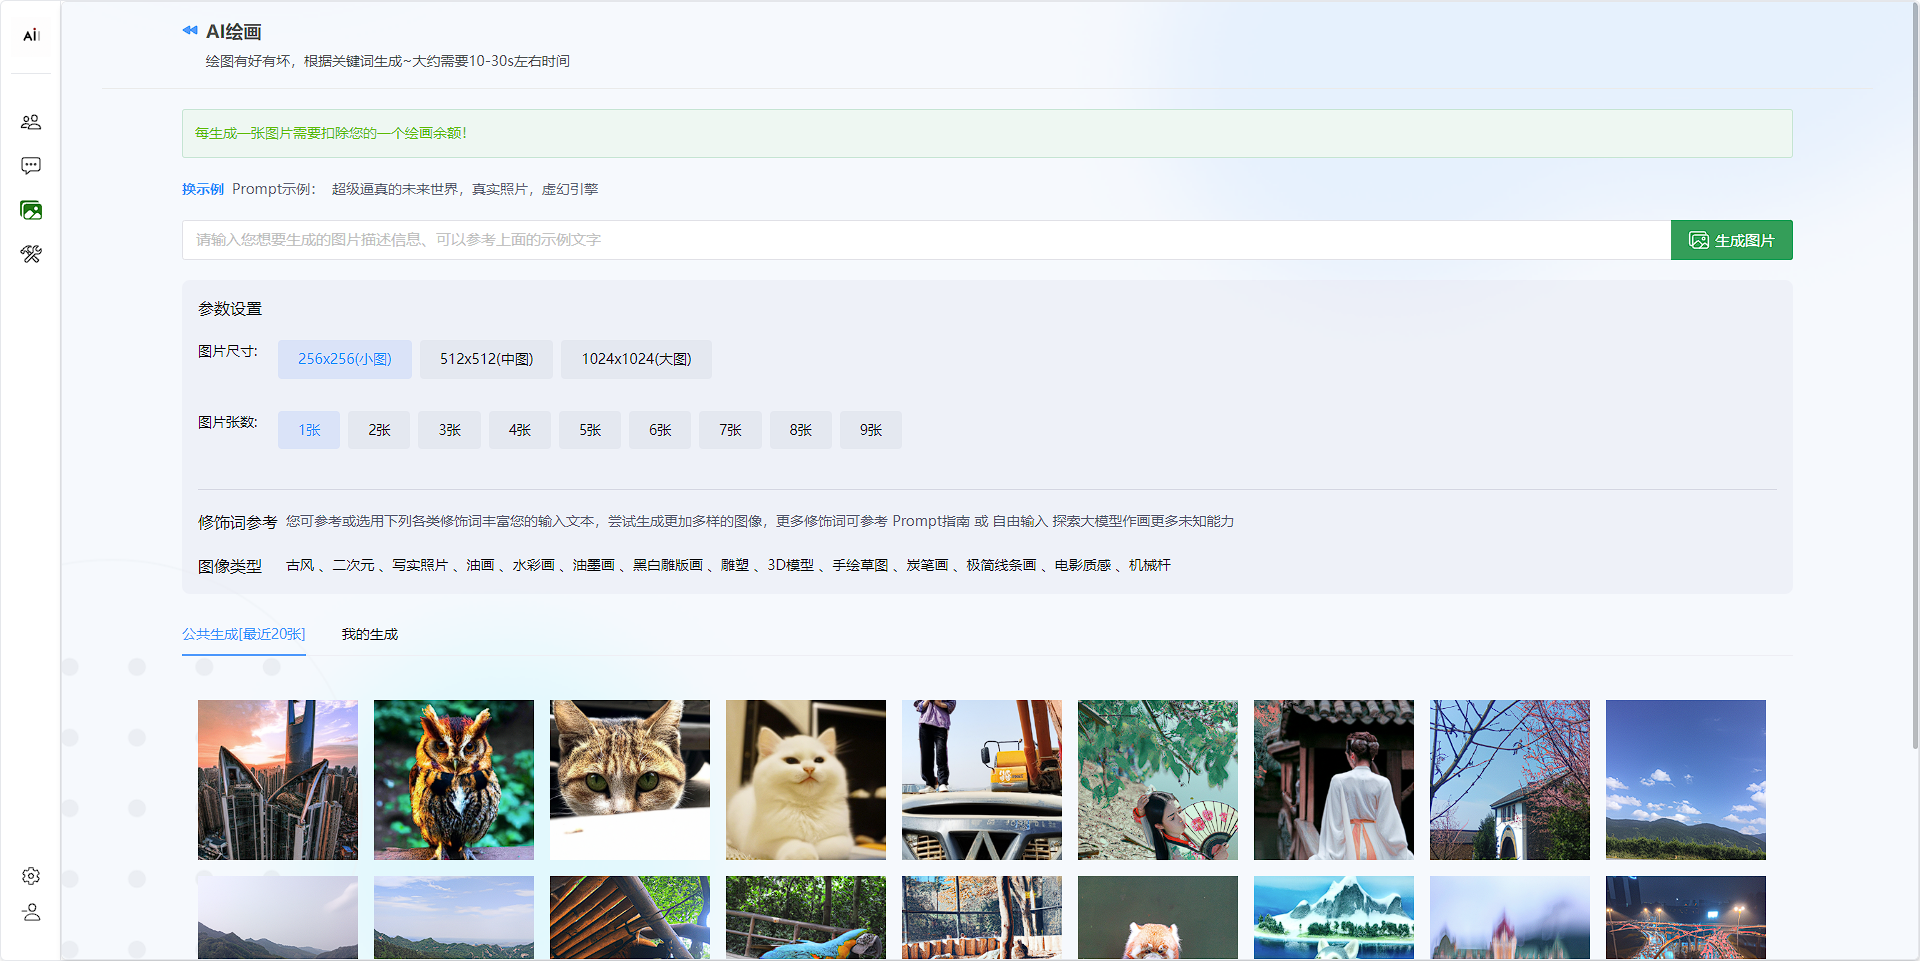 AI
AI绘画
绘图有好有坏，根据关键词生成~大约需要10-30s左右时间
每生成一张图片需要扣除您的一个绘画余额！
换示例 Prompt示例： 超级逼真的未来世界，真实照片，虚幻引擎
请输入您想要生成的图片描述信息、可以参考上面的示例文字
生成图片
参数设置
图片尺寸: 256x256(小图) 512x512(中图) 1024x1024(大图)
图片张数: 1张 2张 3张 4张 5张 6张 7张 8张 9张
修饰词参考 您可参考或选用下列各类修饰词丰富您的输入文本，尝试生成更加多样的图像，更多修饰词可参考 Prompt指南 或 自由输入 探索大模型作画更多未知能力
图像类型 古风 、二次元 、写实照片 、油画 、水彩画 、油墨画 、黑白雕版画 、雕塑 、3D模型 、手绘草图 、炭笔画 、极简线条画 、电影质感 、机械杆
公共生成[最近20张] 我的生成